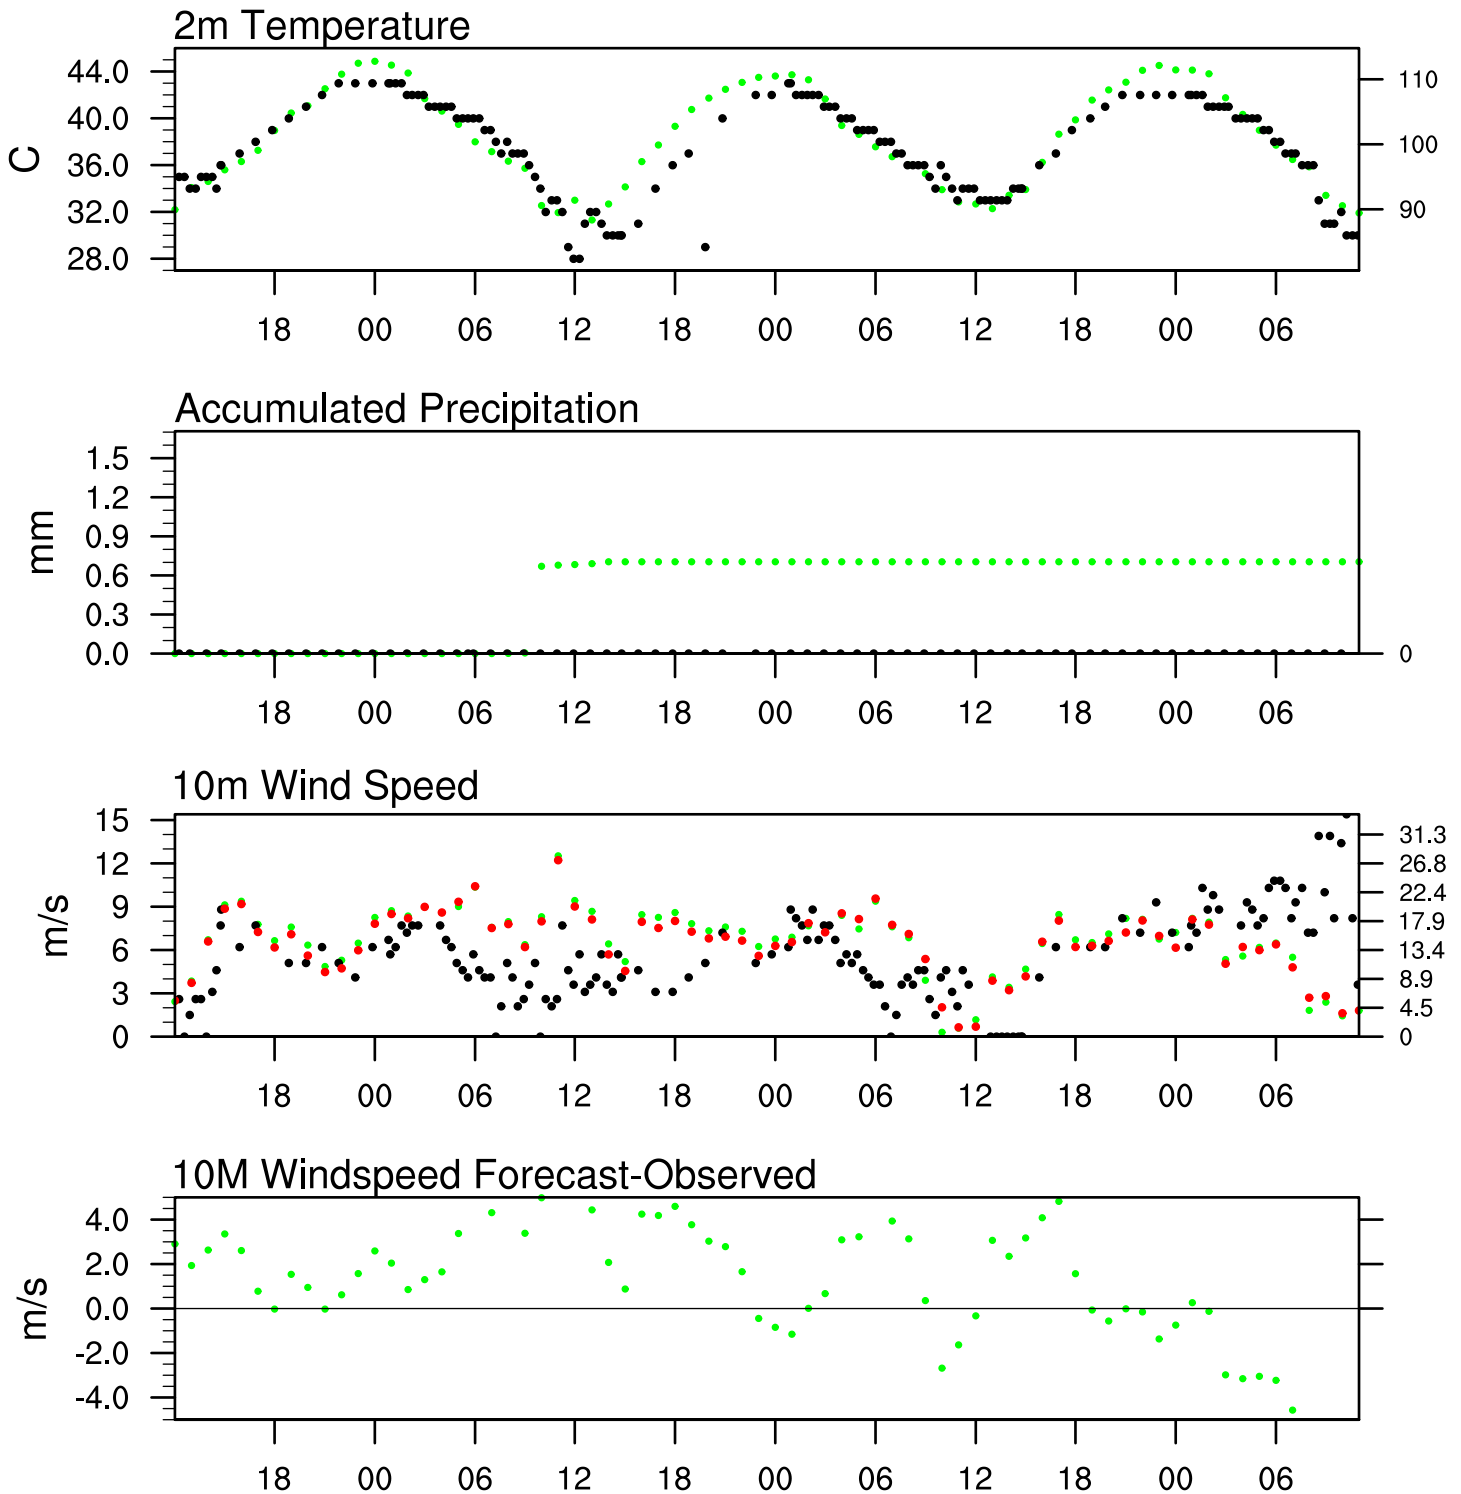 2m Temperature
44.0
40.0
36.0
32.0
28.0
C
110
100
90
18 00 06 12 18 00 06 12 18 00 06
Accumulated Precipitation
1.5
1.2
0.9
0.6
0.3
0.0
mm
0
18 00 06 12 18 00 06 12 18 00 06
10m Wind Speed
15
12
9
6
3
0
m/s
31.3
26.8
22.4
17.9
13.4
8.9
4.5
0
18 00 06 12 18 00 06 12 18 00 06
10M Windspeed Forecast-Observed
4.0
2.0
0.0
-2.0
-4.0
m/s
18 00 06 12 18 00 06 12 18 00 06